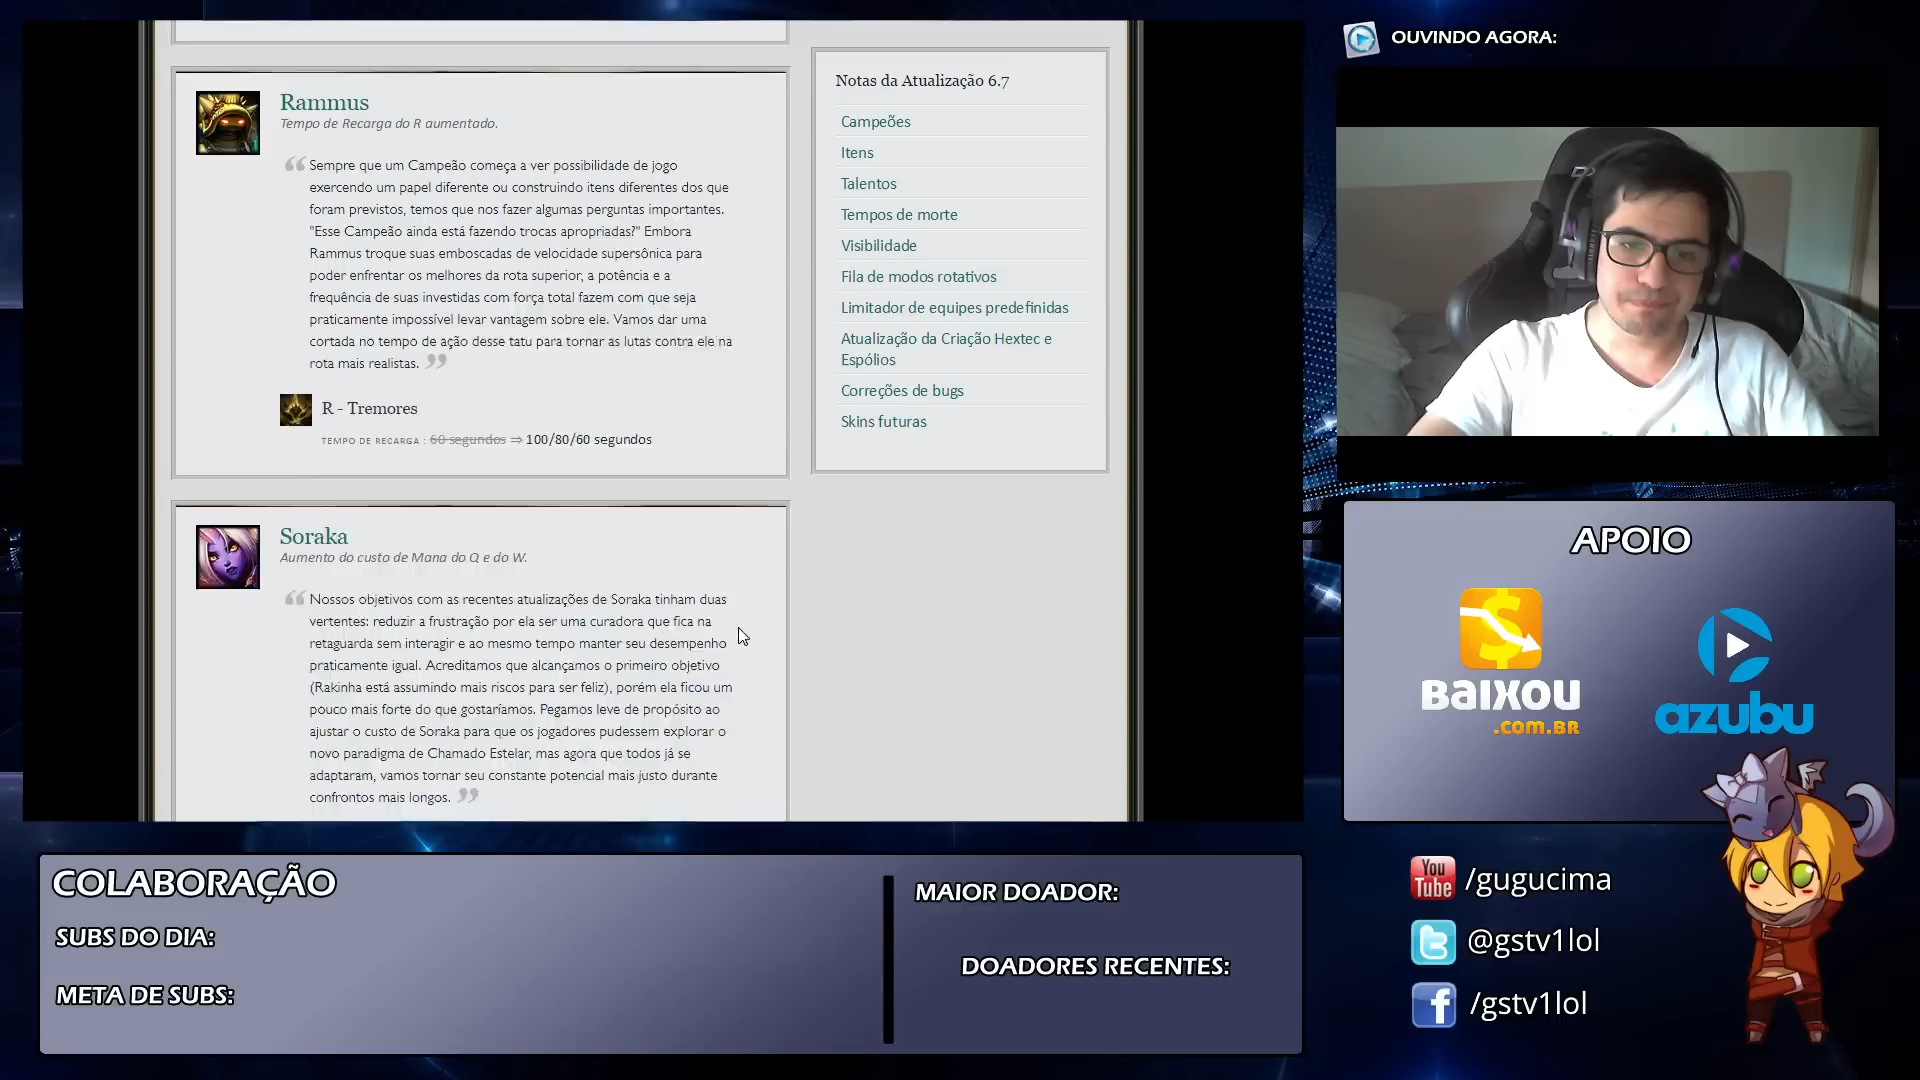 Rammus
Tempo de Recarga do R aumentado.
Sempre que um Campeão começa a ver possibilidade de jogo
exercendo um papel diferente ou construindo itens diferentes dos que
foram previstos, temos que nos fazer algumas perguntas importantes.
"Esse Campeão ainda está fazendo trocas apropriadas?" Embora
Rammus troque suas emboscadas de velocidade supersônica para
poder enfrentar os melhores da rota superior, a potência e a
frequência de suas investidas com força total fazem com que seja
praticamente impossível levar vantagem sobre ele. Vamos dar uma
cortada no tempo de ação desse tatu para tornar as lutas contra ele na
rota mais realistas.
R - Tremores
TEMPO DE RECARGA : 60 segundos ⇒ 100/80/60 segundos
Soraka
Aumento do custo de Mana do Q e do W.
Nossos objetivos com as recentes atualizações de Soraka tinham duas
vertentes: reduzir a frustração por ela ser uma curadora que fica na
retaguarda sem interagir e ao mesmo tempo manter seu desempenho
praticamente igual. Acreditamos que alcançamos o primeiro objetivo
(Rakinha está assumindo mais riscos para ser feliz), porém ela ficou um
pouco mais forte do que gostaríamos. Pegamos leve de propósito ao
ajustar o custo de Soraka para que os jogadores pudessem explorar o
novo paradigma de Chamado Estelar, mas agora que todos já se
adaptaram, vamos tornar seu constante potencial mais justo durante
confrontos mais longos.
Notas da Atualização 6.7
Campeões
Itens
Talentos
Tempos de morte
Visibilidade
Fila de modos rotativos
Limitador de equipes predefinidas
Atualização da Criação Hextec e
Espólios
Correções de bugs
Skins futuras
OUVINDO AGORA:
APOIO
$
BAIXOU
.COM.BR
azubu
COLABORAÇÃO
SUBS DO DIA:
META DE SUBS:
MAIOR DOADOR:
DOADORES RECENTES:
You
Tube
/gugucima
@gstv1lol
f
/gstv1lol